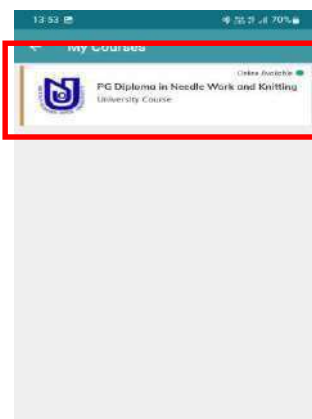 13 53 70%
My Courses
Online Available
PG Diploma in Needle Work and Knitting
University Course